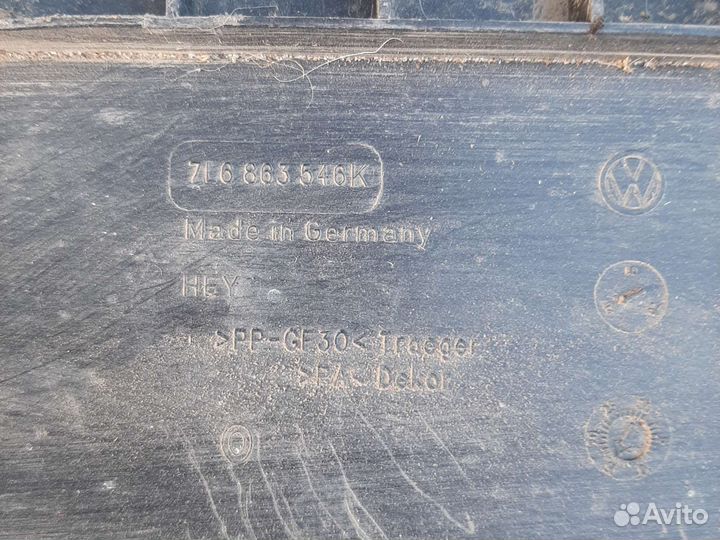 7L6 863 546K
Made in Germany
HEY
>PP-GF30< Traeger
>PA< Dekor
Avito